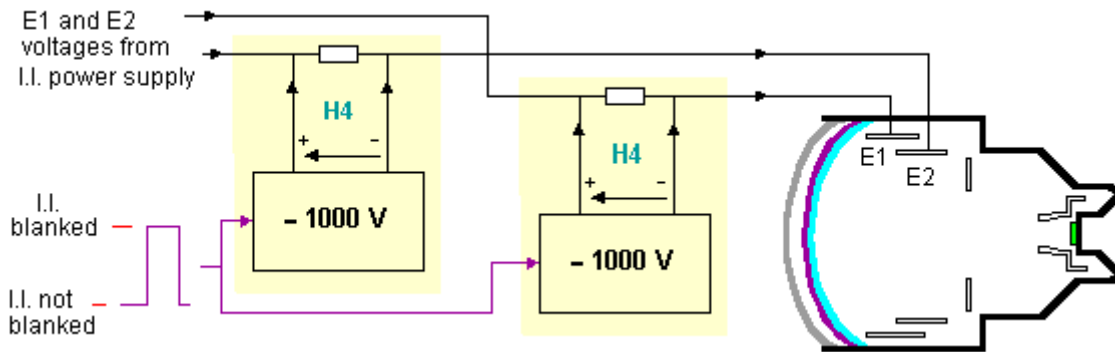 E1 and E2
voltages from
I.I. power supply
H4
+ −
– 1000 V
H4
+ −
– 1000 V
E1
E2
I.I.
blanked
I.I. not
blanked